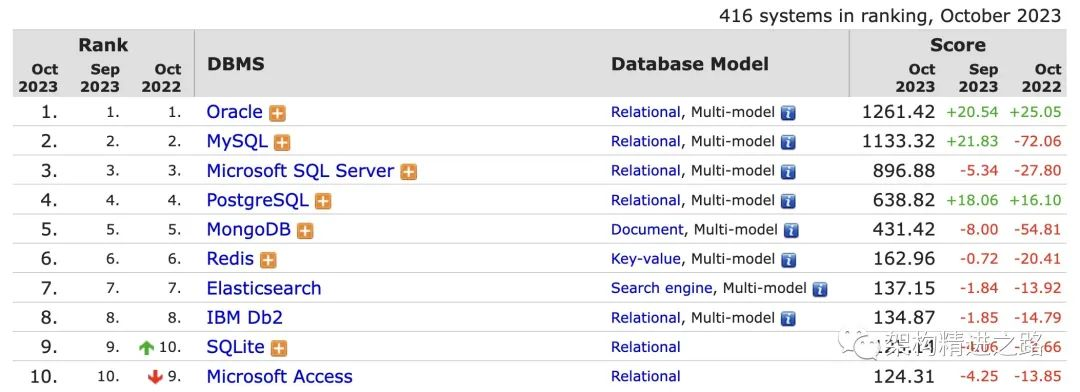 416 systems in ranking, October 2023
Rank DBMS Database Model Score
Oct 2023 Sep 2023 Oct 2022 Oct 2023 Sep 2023 Oct 2022
1. 1. 1. Oracle Relational, Multi-model 1261.42 +20.54 +25.05
2. 2. 2. MySQL Relational, Multi-model 1133.32 +21.83 -72.06
3. 3. 3. Microsoft SQL Server Relational, Multi-model 896.88 -5.34 -27.80
4. 4. 4. PostgreSQL Relational, Multi-model 638.82 +18.06 +16.10
5. 5. 5. MongoDB Document, Multi-model 431.42 -8.00 -54.81
6. 6. 6. Redis Key-value, Multi-model 162.96 -0.72 -20.41
7. 7. 7. Elasticsearch Search engine, Multi-model 137.15 -1.84 -13.92
8. 8. 8. IBM Db2 Relational, Multi-model 134.87 -1.85 -14.79
9. 9. 10. SQLite Relational
架构精进之路
10. 10. 9. Microsoft Access Relational 124.31 -4.25 -13.85